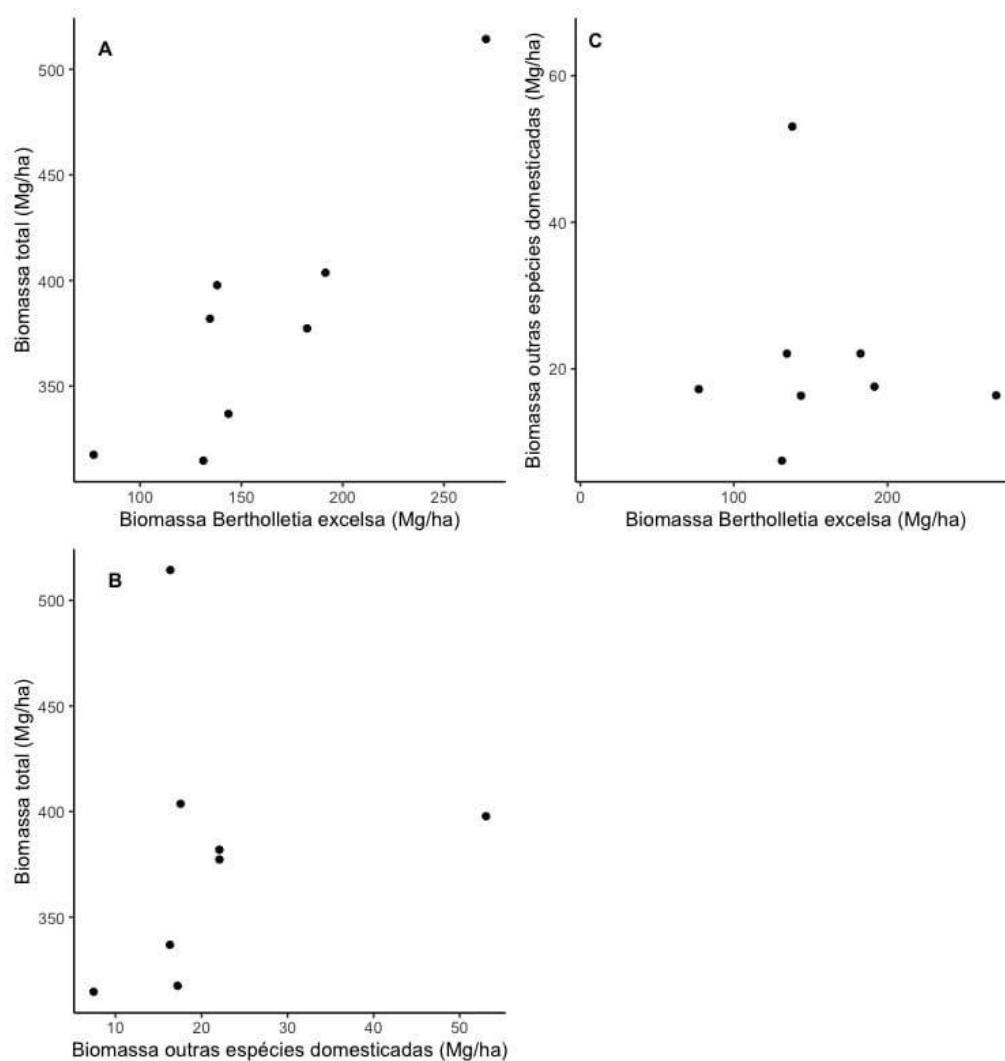 A
Biomassa total (Mg/ha)
500
450
400
350
100
150
200
250
Biomassa Bertholletia excelsa (Mg/ha)
C
Biomassa outras espécies domesticadas (Mg/ha)
60
40
20
0
100
200
Biomassa Bertholletia excelsa (Mg/ha)
B
Biomassa total (Mg/ha)
500
450
400
350
10
20
30
40
50
Biomassa outras espécies domesticadas (Mg/ha)